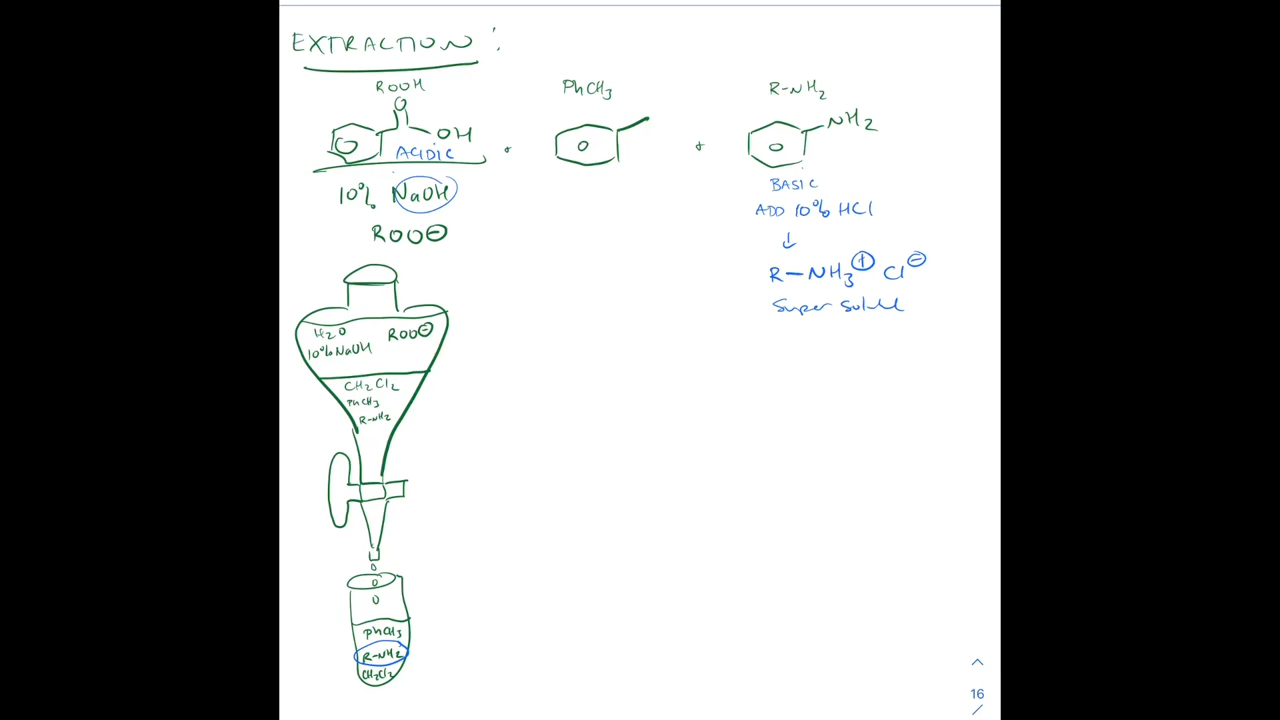 EXTRACTION :
ROOH
PhCH3
R-NH2
O
OH
ACIDIC
+
+
NH2
10% NaOH
ROO⊖
BASIC
ADD 10% HCl
↓
R-NH3⊕ Cl⊖
Super soluble
H2O
ROO⊖
10% NaOH
CH2Cl2
PhCH3
R-NH2
PhCH3
R-NH2
CH2Cl2
16